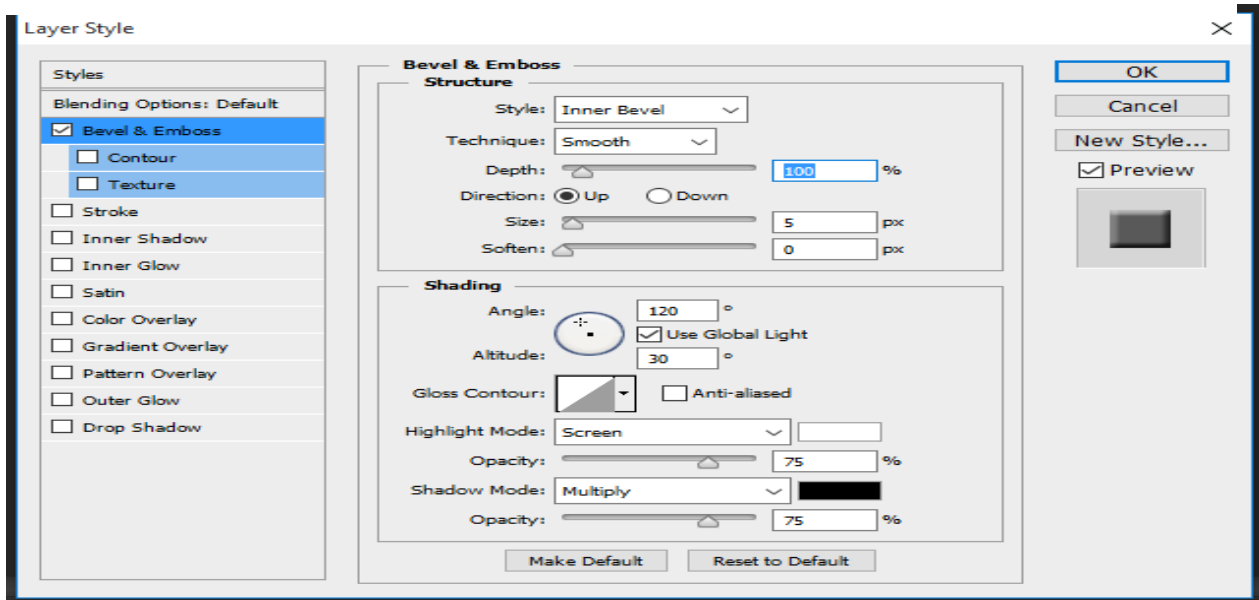 Layer Style
Styles
Blending Options: Default
Bevel & Emboss
Contour
Texture
Stroke
Inner Shadow
Inner Glow
Satin
Color Overlay
Gradient Overlay
Pattern Overlay
Outer Glow
Drop Shadow
Bevel & Emboss
Structure
Style: Inner Bevel
Technique: Smooth
Depth: 100 %
Direction: Up Down
Size: 5 px
Soften: 0 px
Shading
Angle: 120 °
Use Global Light
Altitude: 30 °
Gloss Contour: Anti-aliased
Highlight Mode: Screen
Opacity: 75 %
Shadow Mode: Multiply
Opacity: 75 %
Make Default Reset to Default
OK
Cancel
New Style...
Preview